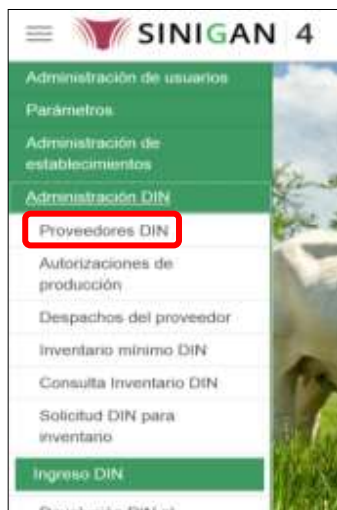 SINIGAN 4
Administración de usuarios
Parámetros
Administración de
establecimientos
Administración DIN
Proveedores DIN
Autorizaciones de
producción
Despachos del proveedor
Inventario mínimo DIN
Consulta Inventario DIN
Solicitud DIN para
inventario
Ingreso DIN